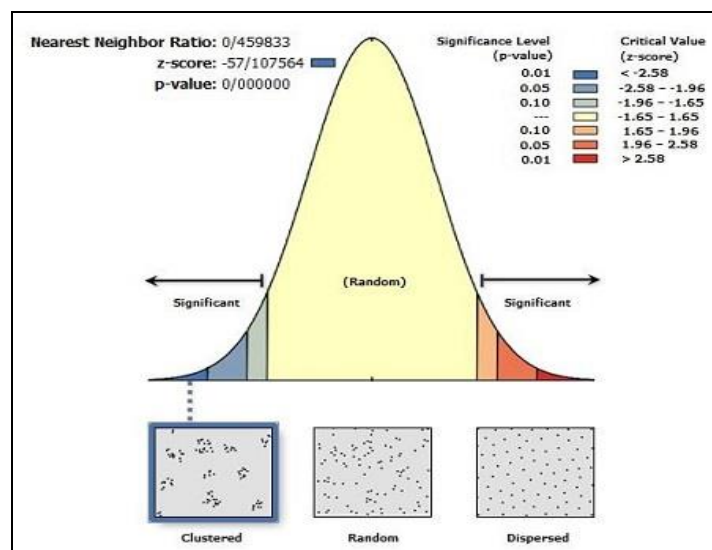 Nearest Neighbor Ratio: 0/459833
z-score: -57/107564
p-value: 0/000000
Significance Level
(p-value)
Critical Value
(z-score)
0.01 < -2.58
0.05 -2.58 – -1.96
0.10 -1.96 – -1.65
--- -1.65 – 1.65
0.10 1.65 – 1.96
0.05 1.96 – 2.58
0.01 > 2.58
(Random)
Significant
Significant
Clustered
Random
Dispersed